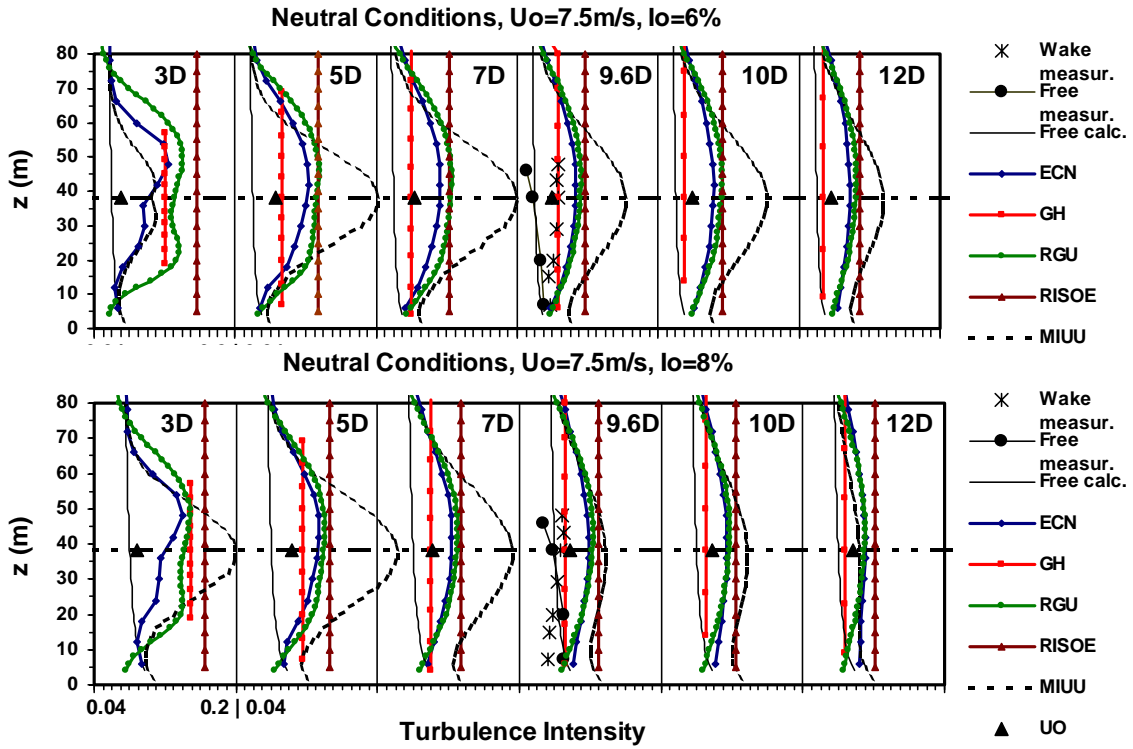 Neutral Conditions, Uo=7.5m/s, Io=6%
80
70
60
50
40
30
20
10
0
z (m)
3D
5D
7D
9.6D
10D
12D
Wake
measur.
Free
measur.
Free calc.
ECN
GH
RGU
RISOE
MIUU
Neutral Conditions, Uo=7.5m/s, Io=8%
80
70
60
50
40
30
20
10
0
z (m)
3D
5D
7D
9.6D
10D
12D
0.04
0.2 | 0.04
Turbulence Intensity
Wake
measur.
Free
measur.
Free calc.
ECN
GH
RGU
RISOE
MIUU
UO